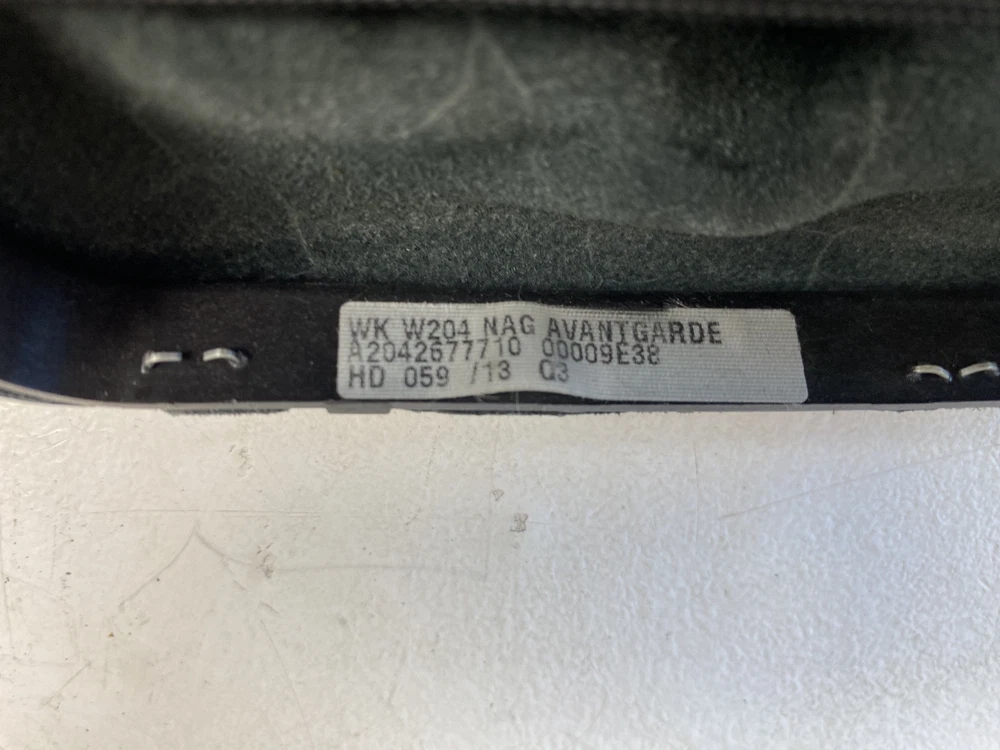 WK W204 NAG AVANTGARDE
A2042677710 00009E38
HD 059 /13 Q3